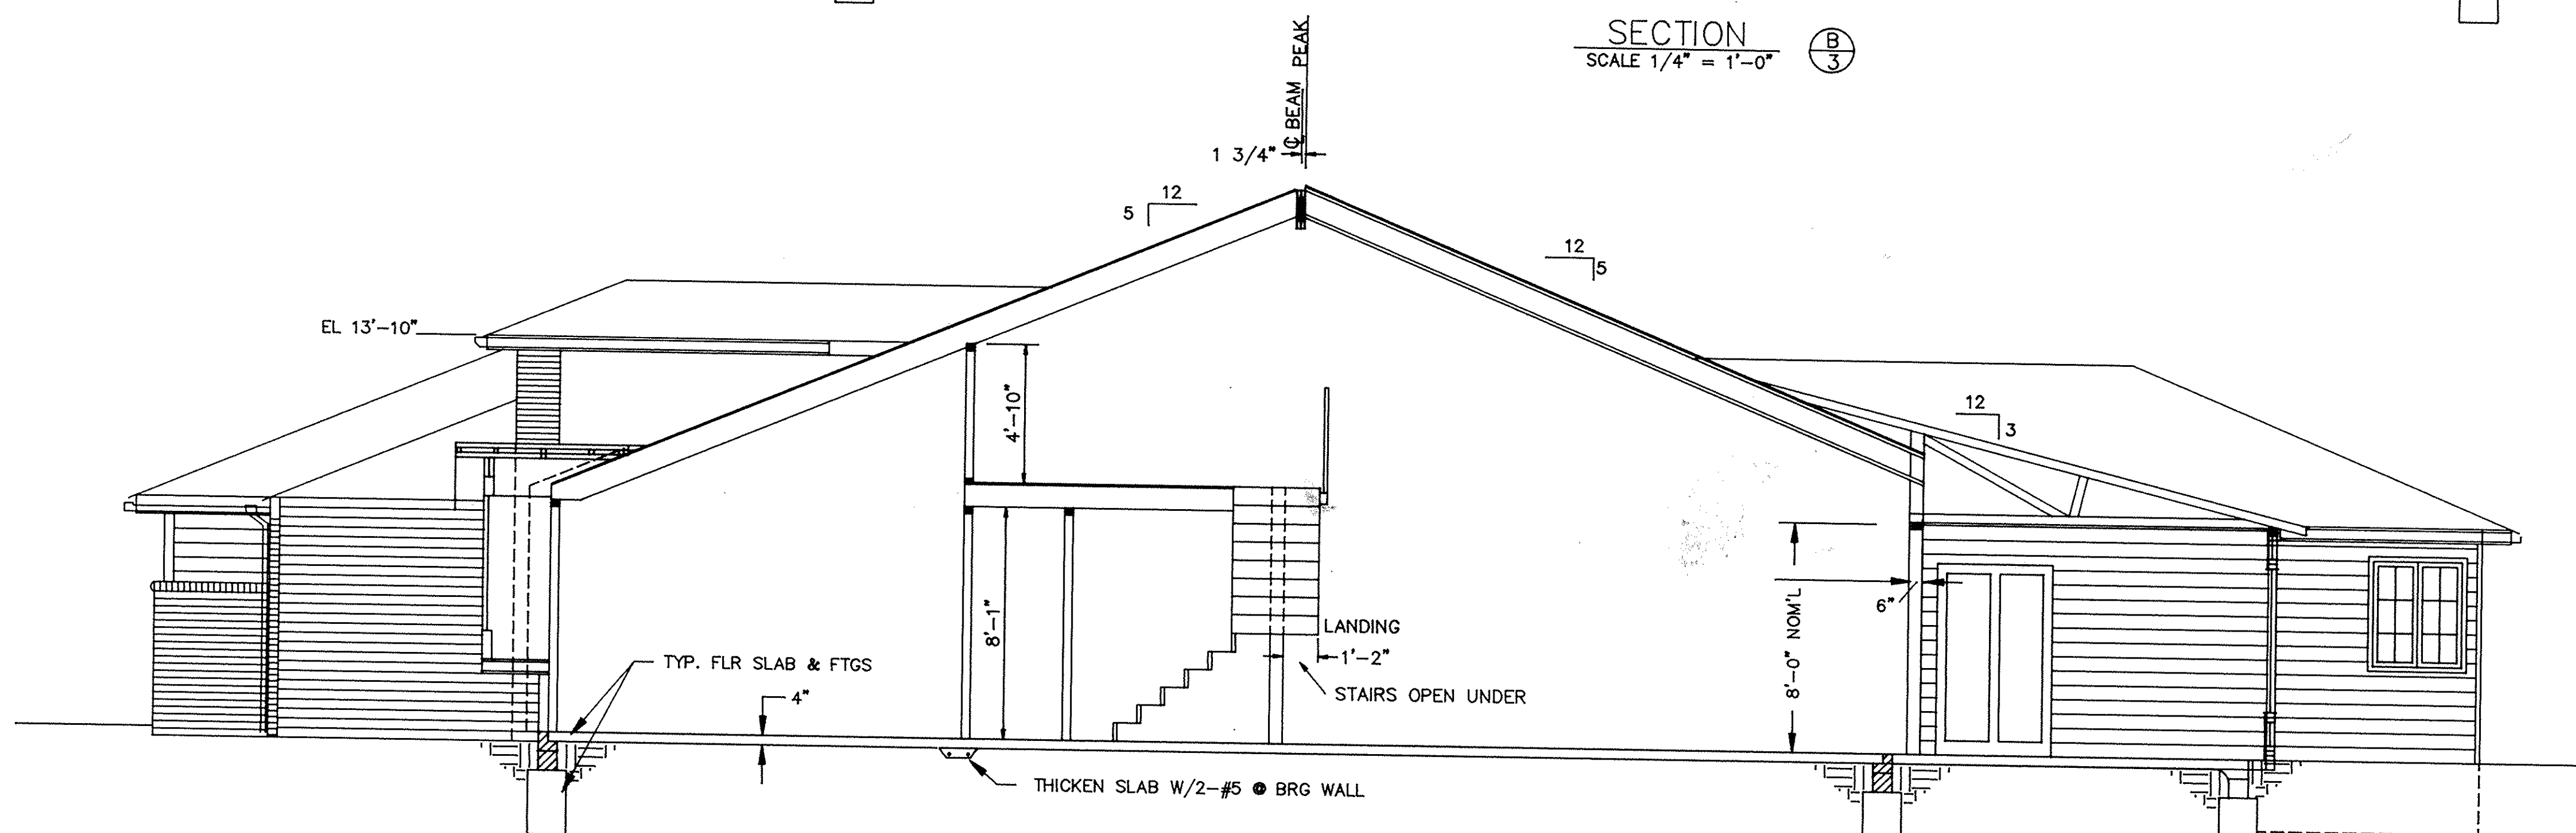 SECTION
SCALE 1/4" = 1'-0"
B
3
℄ BEAM PEAK
1 3/4"
12
5
12
5
EL 13'-10"
4'-10"
12
3
8'-1"
LANDING
1'-2"
STAIRS OPEN UNDER
8'-0" NOM'L
6"
TYP. FLR SLAB & FTGS
4"
THICKEN SLAB W/2-#5 @ BRG WALL